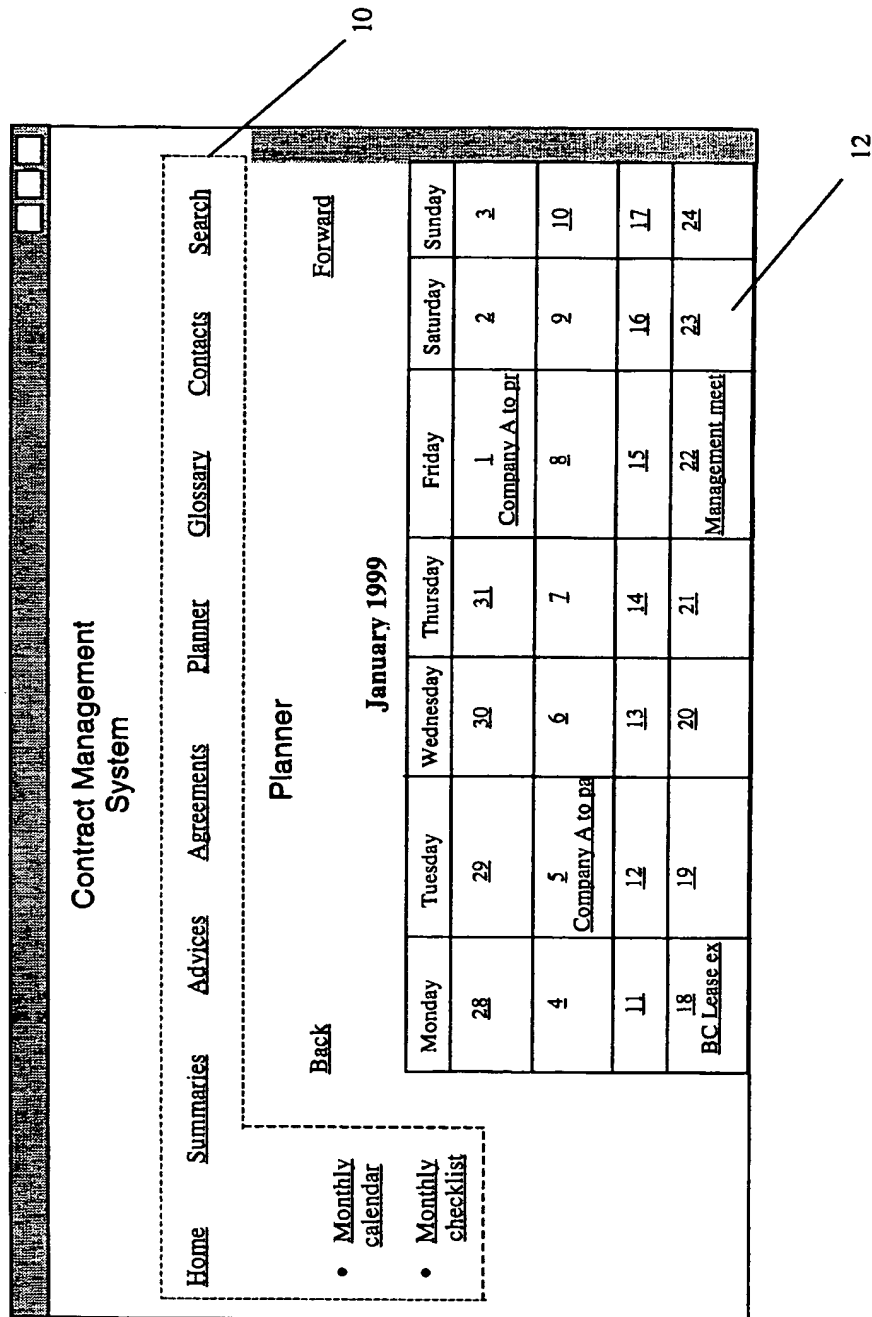 Contract Management
System
Home Summaries Advices Agreements Planner Glossary Contacts Search
10
• Monthly
calendar
• Monthly
checklist
Planner
Back Forward
January 1999
Monday Tuesday Wednesday Thursday Friday Saturday Sunday
28 29 30 31 1 2 3
Company A to pr
4 5 6 7 8 9 10
Company A to pa
11 12 13 14 15 16 17
18 19 20 21 22 23 24
BC Lease ex Management meet
12